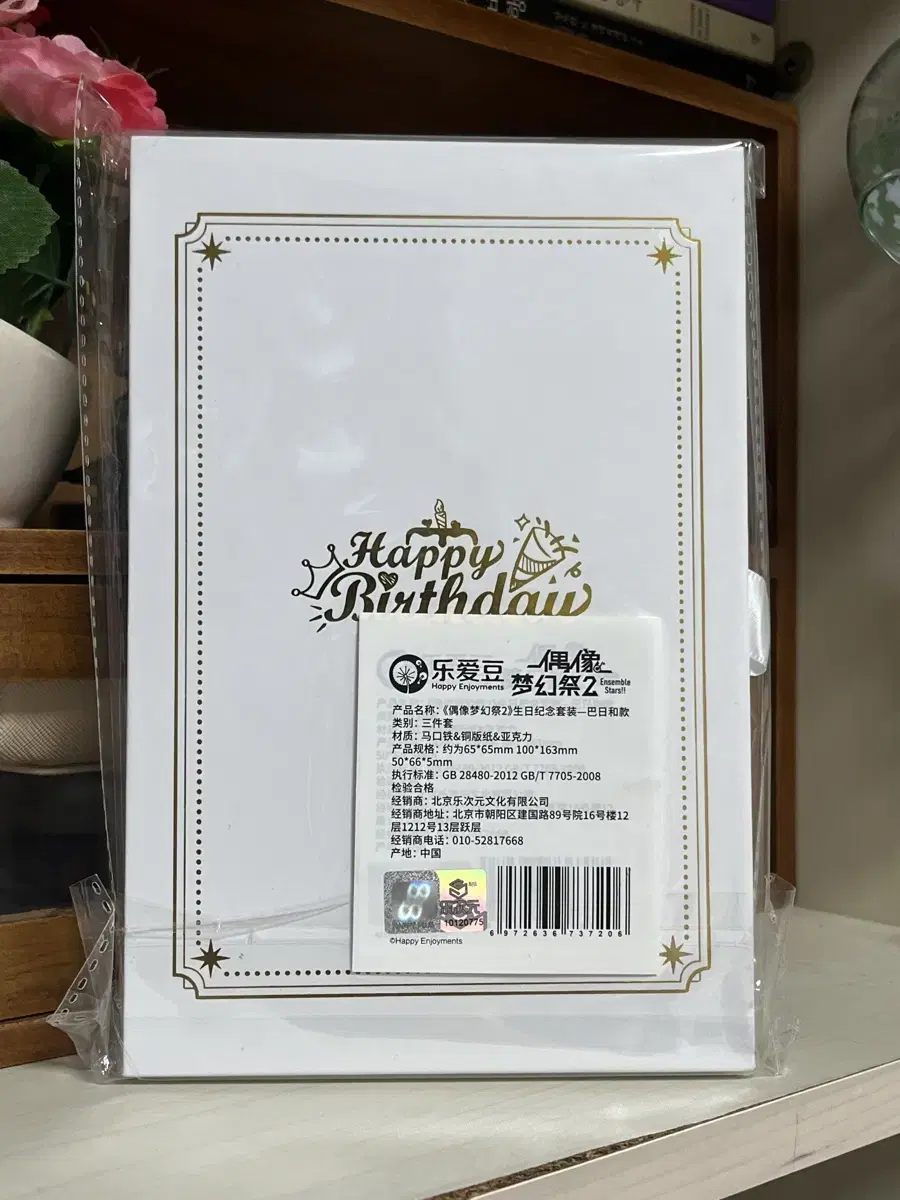 Happy
Birthday
乐爱豆
Happy Enjoyments
偶像
梦幻祭2
Ensemble
Stars!!
产品名称:《偶像梦幻祭2》生日纪念套装—巴日和款
类别: 三件套
材质: 马口铁&铜版纸&亚克力
产品规格: 约为65*65mm 100*163mm
50*66*5mm
执行标准: GB 28480-2012 GB/T 7705-2008
检验合格
经销商: 北京乐次元文化有限公司
经销商地址: 北京市朝阳区建国路89号院16号楼12
层1212号13层跃层
经销商电话: 010-52817668
产地: 中国
10120775
6972636737206
©Happy Enjoyments